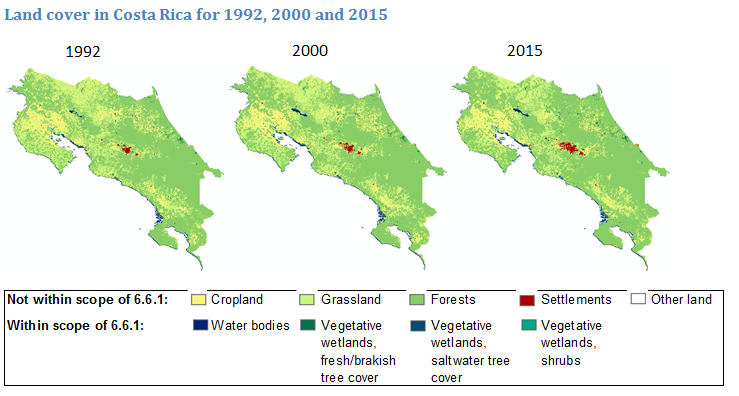 Land cover in Costa Rica for 1992, 2000 and 2015
1992 2000 2015
Not within scope of 6.6.1: Cropland Grassland Forests Settlements Other land
Within scope of 6.6.1: Water bodies Vegetative Vegetative Vegetative
wetlands, wetlands, wetlands,
fresh/brakish saltwater tree shrubs
tree cover cover